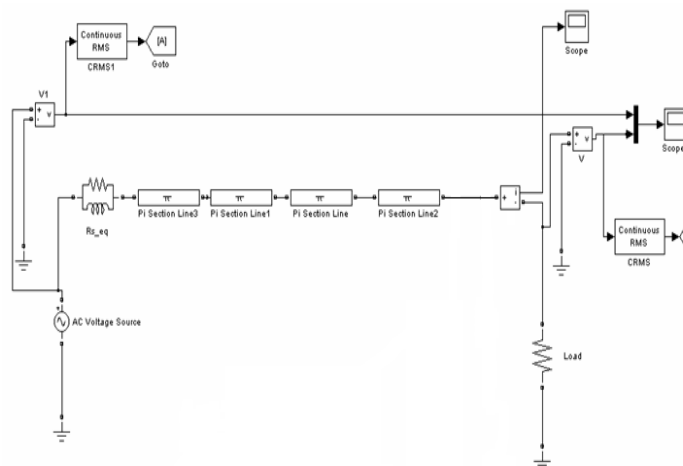 Continuous
RMS
CRMS1
[A]
Goto
Scope
V1
+
-
v
+
-
v
V
Scope
Rs_eq
π
Pi Section Line3
π
Pi Section Line1
π
Pi Section Line
π
Pi Section Line2
+
i
-
Continuous
RMS
CRMS
AC Voltage Source
Load